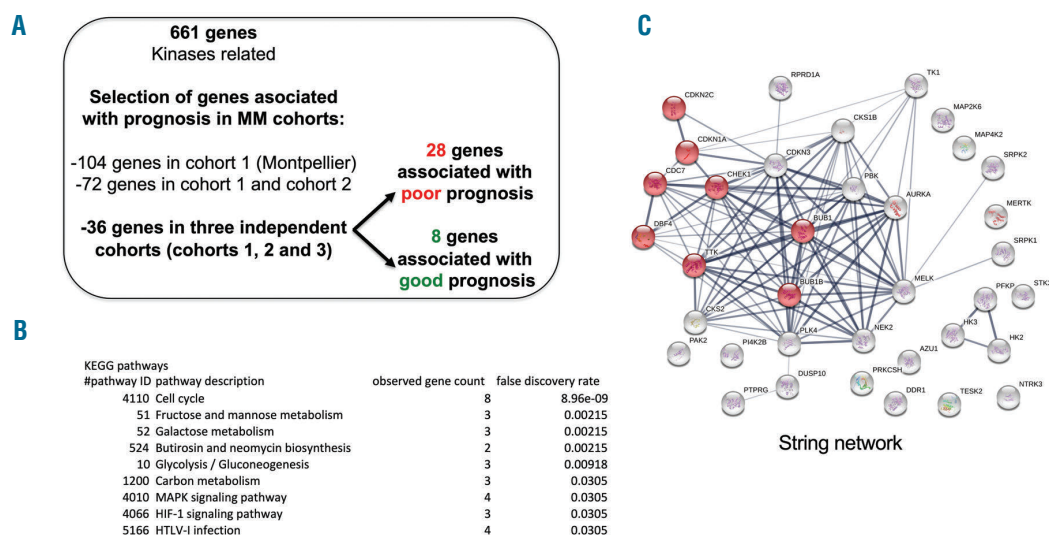 A
661 genes
Kinases related
Selection of genes asociated
with prognosis in MM cohorts:
-104 genes in cohort 1 (Montpellier)
-72 genes in cohort 1 and cohort 2
-36 genes in three independent
cohorts (cohorts 1, 2 and 3)
28 genes
associated with
poor prognosis
8 genes
associated with
good prognosis
B
KEGG pathways
#pathway ID pathway description observed gene count false discovery rate
4110 Cell cycle 8 8.96e-09
51 Fructose and mannose metabolism 3 0.00215
52 Galactose metabolism 3 0.00215
524 Butirosin and neomycin biosynthesis 2 0.00215
10 Glycolysis / Gluconeogenesis 3 0.00918
1200 Carbon metabolism 3 0.0305
4010 MAPK signaling pathway 4 0.0305
4066 HIF-1 signaling pathway 3 0.0305
5166 HTLV-I infection 4 0.0305
C
RPRD1A
TK1
CDKN2C
MAP2K6
CKS1B
CDKN1A
MAP4K2
CDKN3
SRPK2
CDC7
CHEK1
PBK
AURKA
MERTK
DBF4
BUB1
SRPK1
TTK
MELK
BUB1B
PFKP
STK
CKS2
PLK4
NEK2
HK3
HK2
PAK2
PI4K2B
AZU1
DUSP10
PRKCSH
NTRK3
PTPRG
DDR1
TESK2
String network